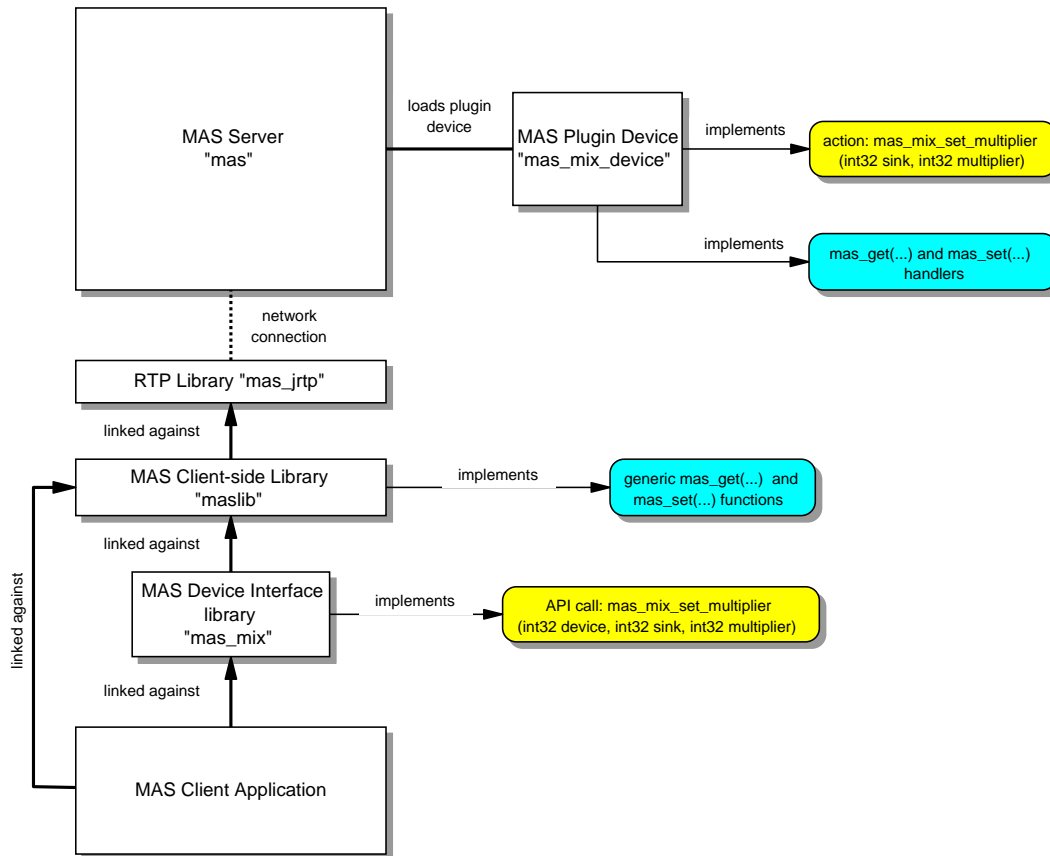 MAS Server
"mas"
loads plugin
device
MAS Plugin Device
"mas_mix_device"
implements
action: mas_mix_set_multiplier
(int32 sink, int32 multiplier)
implements
mas_get(...) and mas_set(...)
handlers
network
connection
RTP Library "mas_jrtp"
linked against
MAS Client-side Library
"maslib"
implements
generic mas_get(...)  and
mas_set(...) functions
linked against
linked against
MAS Device Interface
library
"mas_mix"
implements
API call: mas_mix_set_multiplier
(int32 device, int32 sink, int32 multiplier)
linked against
MAS Client Application